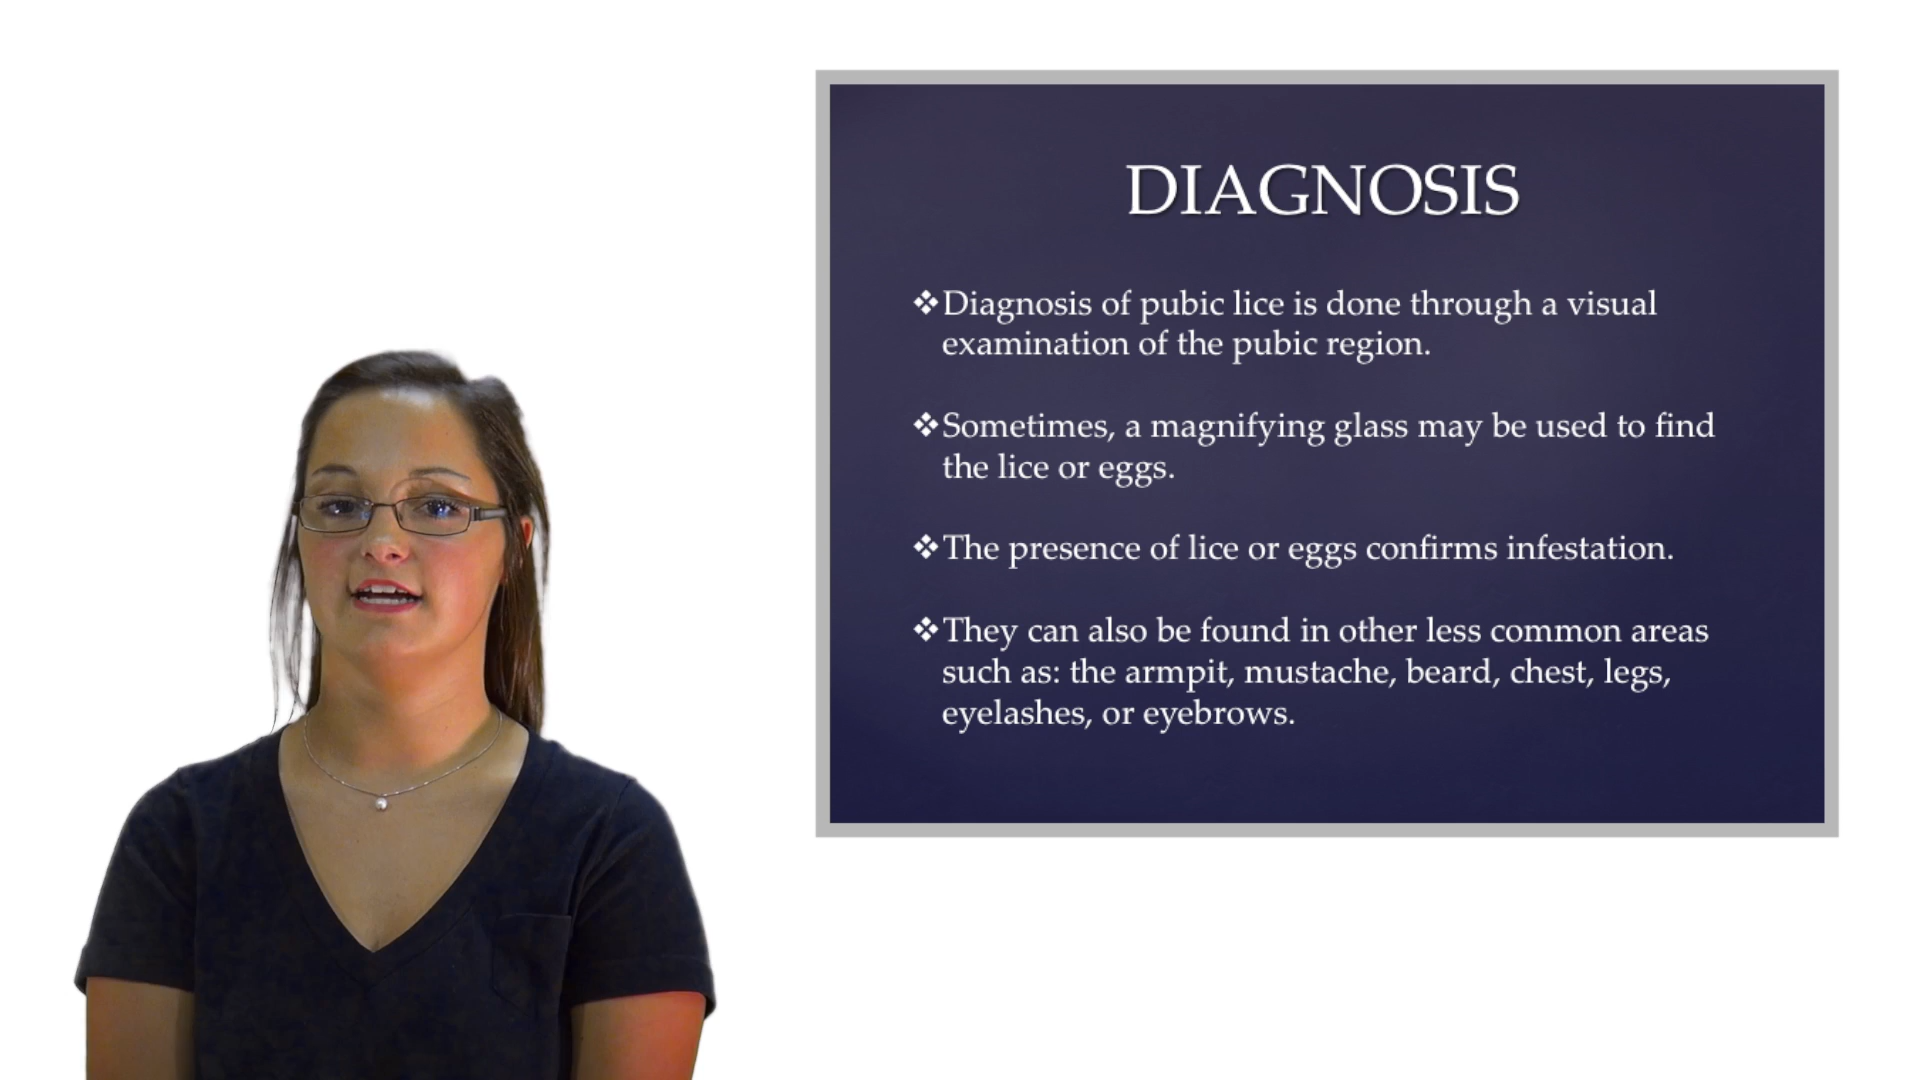 DIAGNOSIS
❖Diagnosis of pubic lice is done through a visual
examination of the pubic region.
❖Sometimes, a magnifying glass may be used to find
the lice or eggs.
❖The presence of lice or eggs confirms infestation.
❖They can also be found in other less common areas
such as: the armpit, mustache, beard, chest, legs,
eyelashes, or eyebrows.